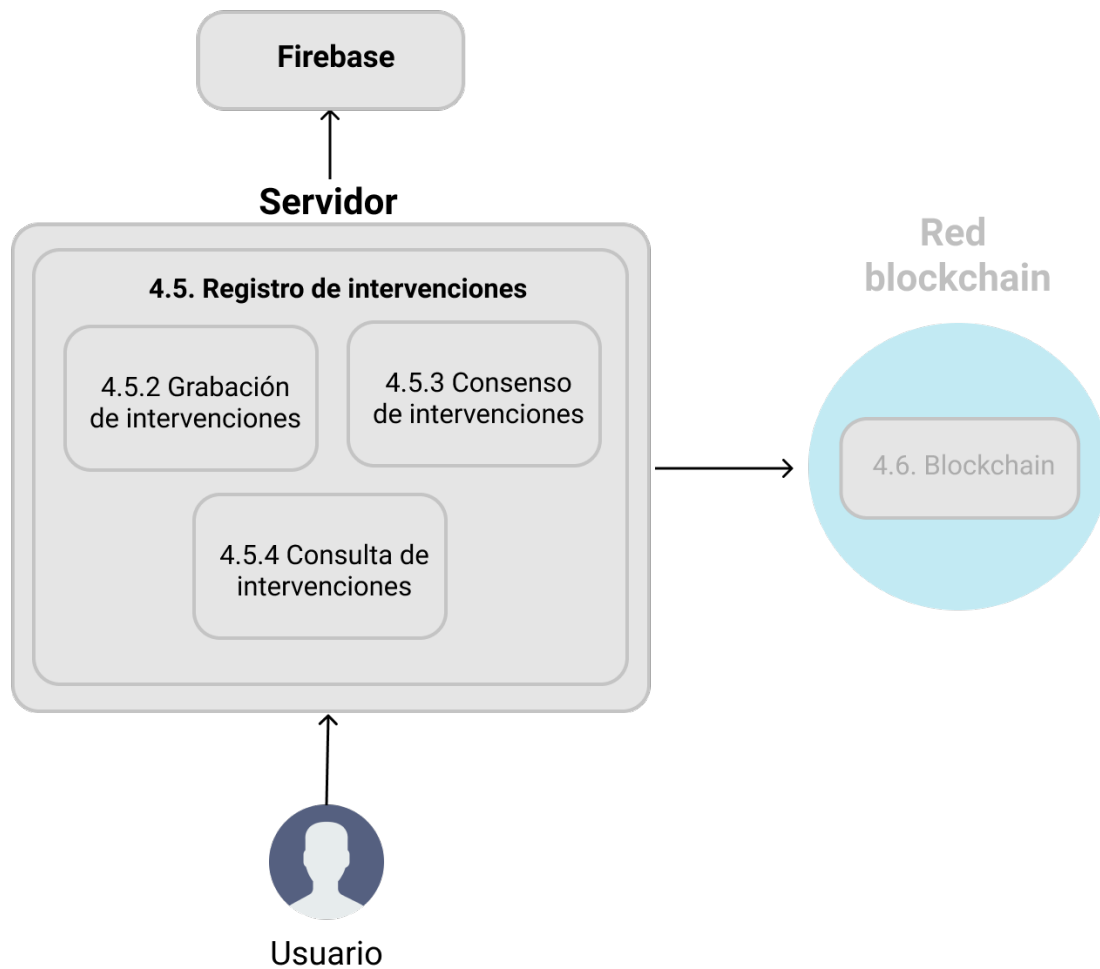 Firebase
Servidor
4.5. Registro de intervenciones
4.5.2 Grabación
de intervenciones
4.5.3 Consenso
de intervenciones
4.5.4 Consulta de
intervenciones
Red
blockchain
4.6. Blockchain
Usuario